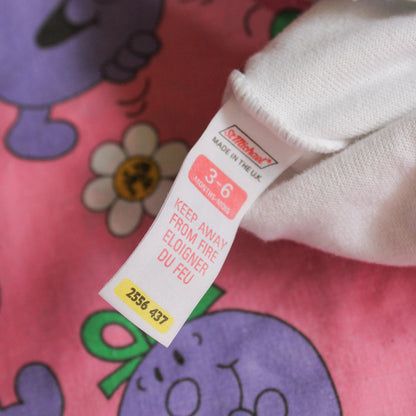 St Michael
MADE IN THE U.K.
3-6
MONTHS-MOIS
KEEP AWAY
FROM FIRE
ELOIGNER
DU FEU
2556 437